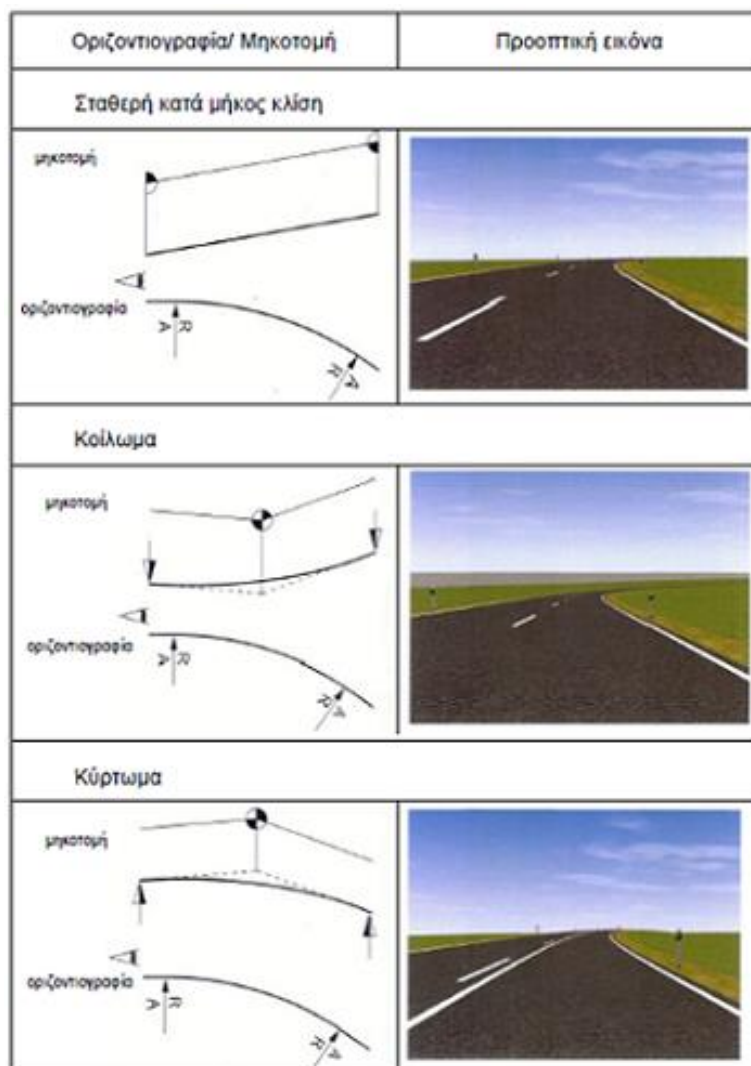 Οριζοντιογραφία/ Μηκοτομή
Προοπτική εικόνα
Σταθερή κατά μήκος κλίση
μηκοτομή
οριζοντιογραφία
R
A
A
R
Κοίλωμα
μηκοτομή
οριζοντιογραφία
R
A
A
R
Κύρτωμα
μηκοτομή
οριζοντιογραφία
R
A
A
R